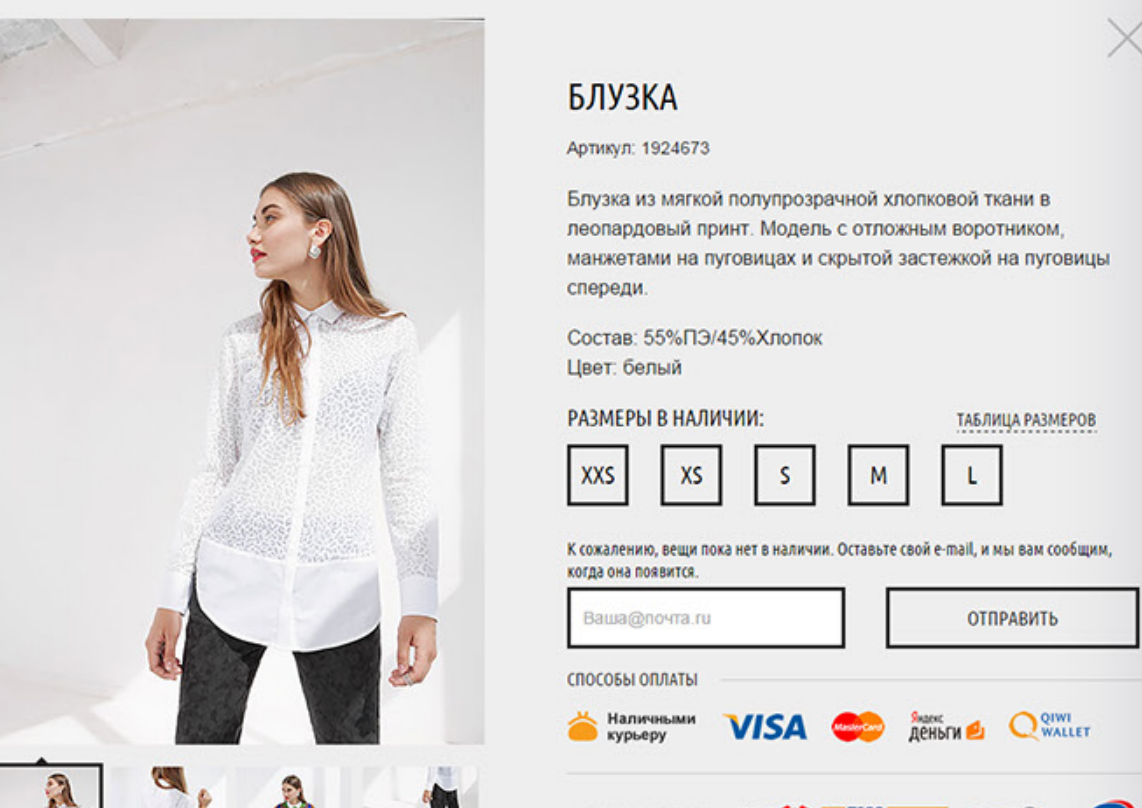 БЛУЗКА
Артикул: 1924673
Блузка из мягкой полупрозрачной хлопковой ткани в
леопардовый принт. Модель с отложным воротником,
манжетами на пуговицах и скрытой застежкой на пуговицы
спереди.
Состав: 55%ПЭ/45%Хлопок
Цвет: белый
РАЗМЕРЫ В НАЛИЧИИ: ТАБЛИЦА РАЗМЕРОВ
XXS XS S M L
К сожалению, вещи пока нет в наличии. Оставьте свой e-mail, и мы вам сообщим,
когда она появится.
Ваша@почта.ru ОТПРАВИТЬ
СПОСОБЫ ОПЛАТЫ
Наличными
курьеру
VISA
MasterCard
Яндекс
деньги
QIWI
WALLET